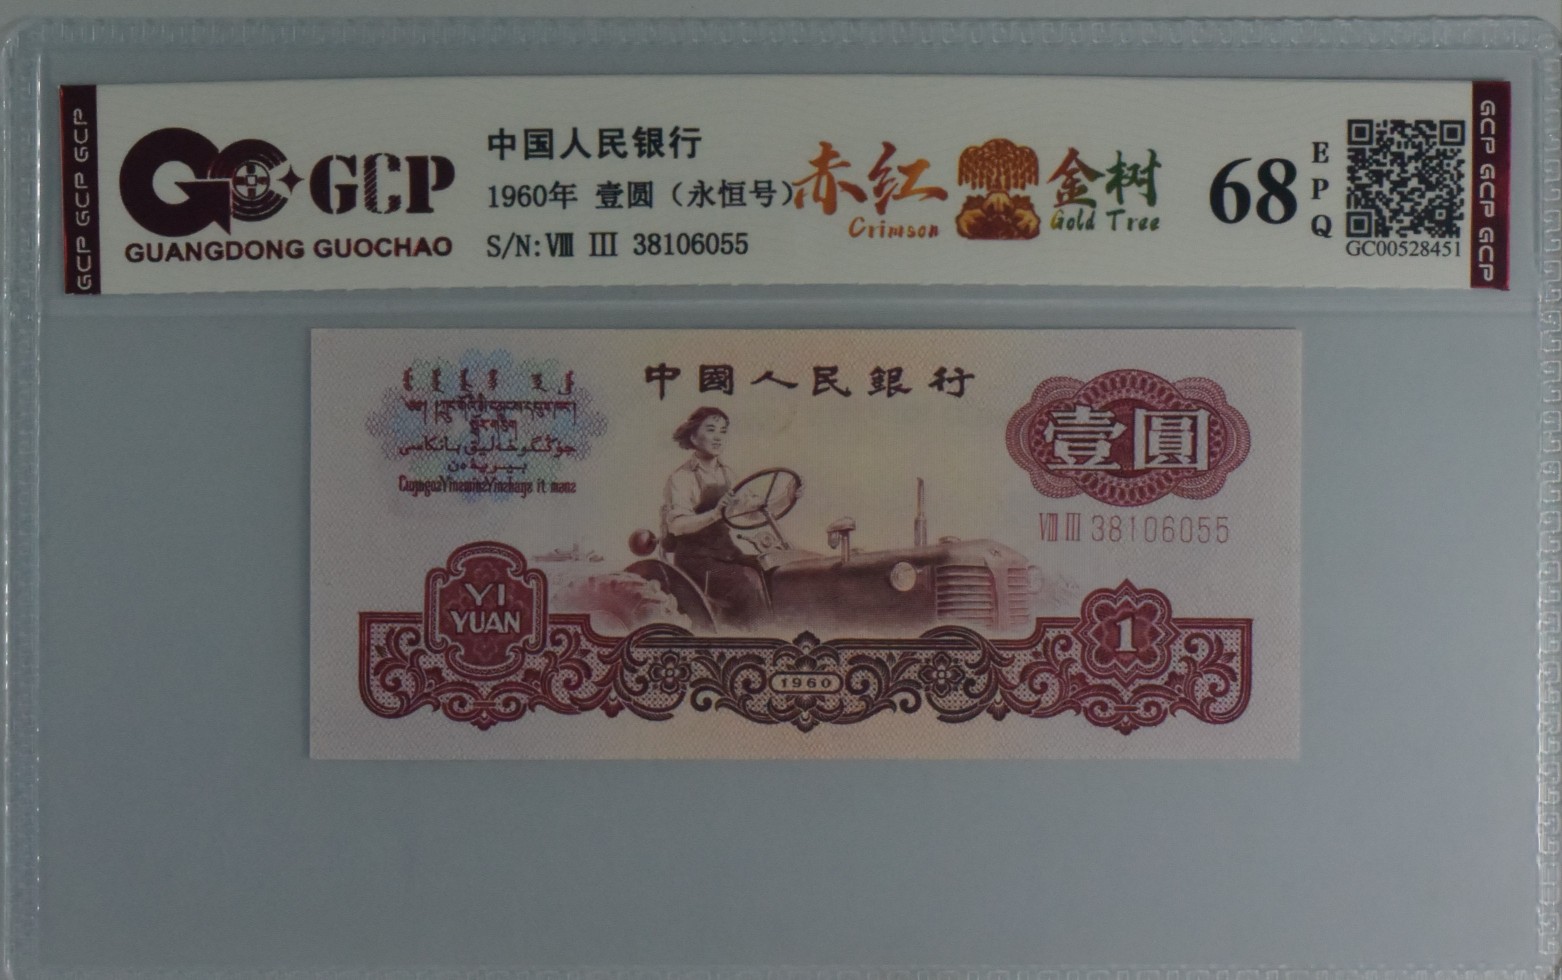 GCP GCP GCP
GCP
GUANGDONG GUOCHAO
中国人民银行
1960年 壹圆（永恒号）
S/N:Ⅷ Ⅲ 38106055
赤红 金树
Crimson Gold Tree
68
E
P
Q
GC00528451
GCP GCP GCP
中國人民銀行
壹圓
Ⅷ Ⅲ 38106055
YI
YUAN
1960
1